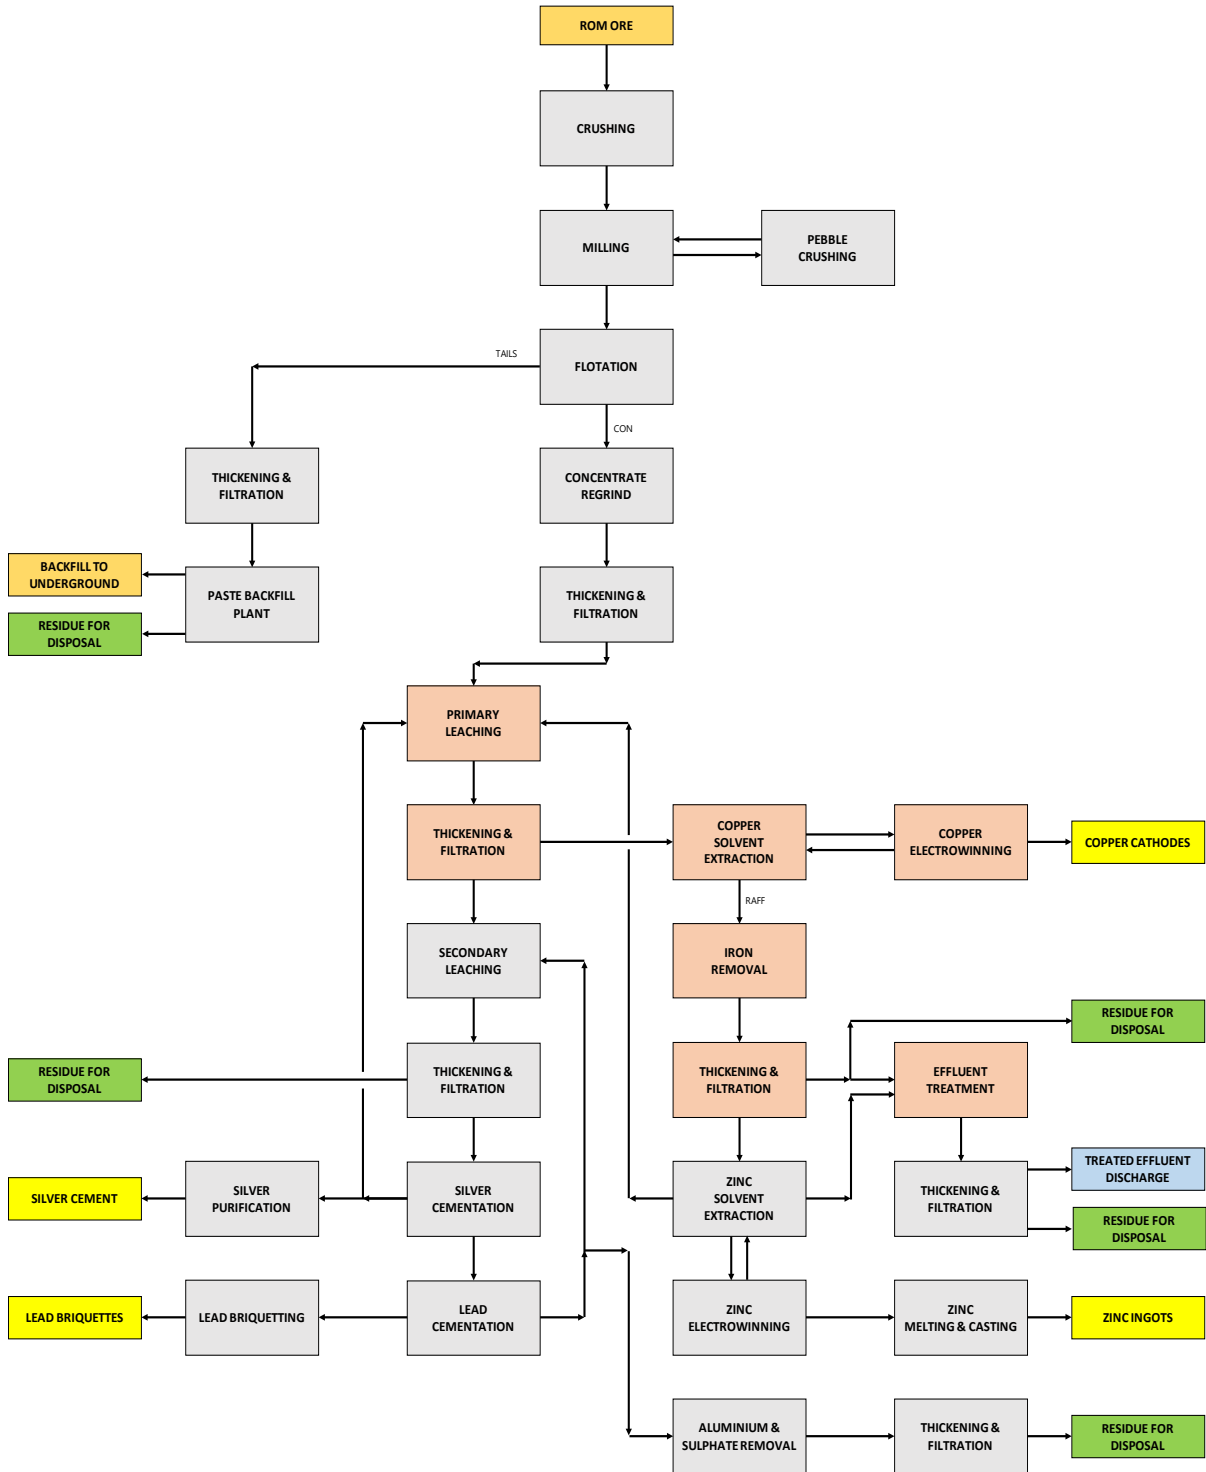 ROM ORE
CRUSHING
MILLING
PEBBLE
CRUSHING
TAILS
FLOTATION
CON
THICKENING &
FILTRATION
CONCENTRATE
REGRIND
BACKFILL TO
UNDERGROUND
PASTE BACKFILL
PLANT
THICKENING &
FILTRATION
RESIDUE FOR
DISPOSAL
PRIMARY
LEACHING
THICKENING &
FILTRATION
COPPER
SOLVENT
EXTRACTION
COPPER
ELECTROWINNING
COPPER CATHODES
RAFF
SECONDARY
LEACHING
IRON
REMOVAL
RESIDUE FOR
DISPOSAL
RESIDUE FOR
DISPOSAL
THICKENING &
FILTRATION
THICKENING &
FILTRATION
EFFLUENT
TREATMENT
SILVER CEMENT
SILVER
PURIFICATION
SILVER
CEMENTATION
ZINC
SOLVENT
EXTRACTION
THICKENING &
FILTRATION
TREATED EFFLUENT
DISCHARGE
RESIDUE FOR
DISPOSAL
LEAD BRIQUETTES
LEAD BRIQUETTING
LEAD
CEMENTATION
ZINC
ELECTROWINNING
ZINC
MELTING & CASTING
ZINC INGOTS
ALUMINIUM &
SULPHATE REMOVAL
THICKENING &
FILTRATION
RESIDUE FOR
DISPOSAL